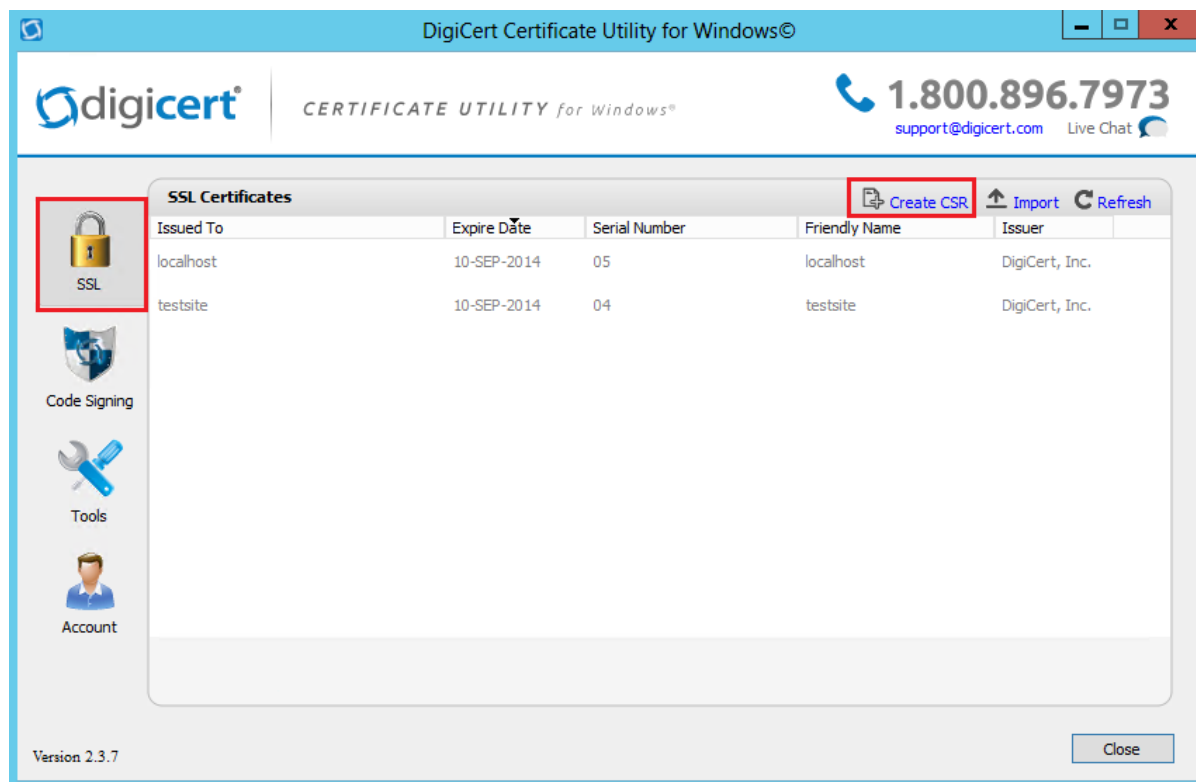 DigiCert Certificate Utility for Windows©
digicert® CERTIFICATE UTILITY for Windows®
1.800.896.7973
support@digicert.com Live Chat
SSL Certificates Create CSR Import Refresh
Issued To Expire Date Serial Number Friendly Name Issuer
localhost 10-SEP-2014 05 localhost DigiCert, Inc.
testsite 10-SEP-2014 04 testsite DigiCert, Inc.
SSL
Code Signing
Tools
Account
Version 2.3.7
Close